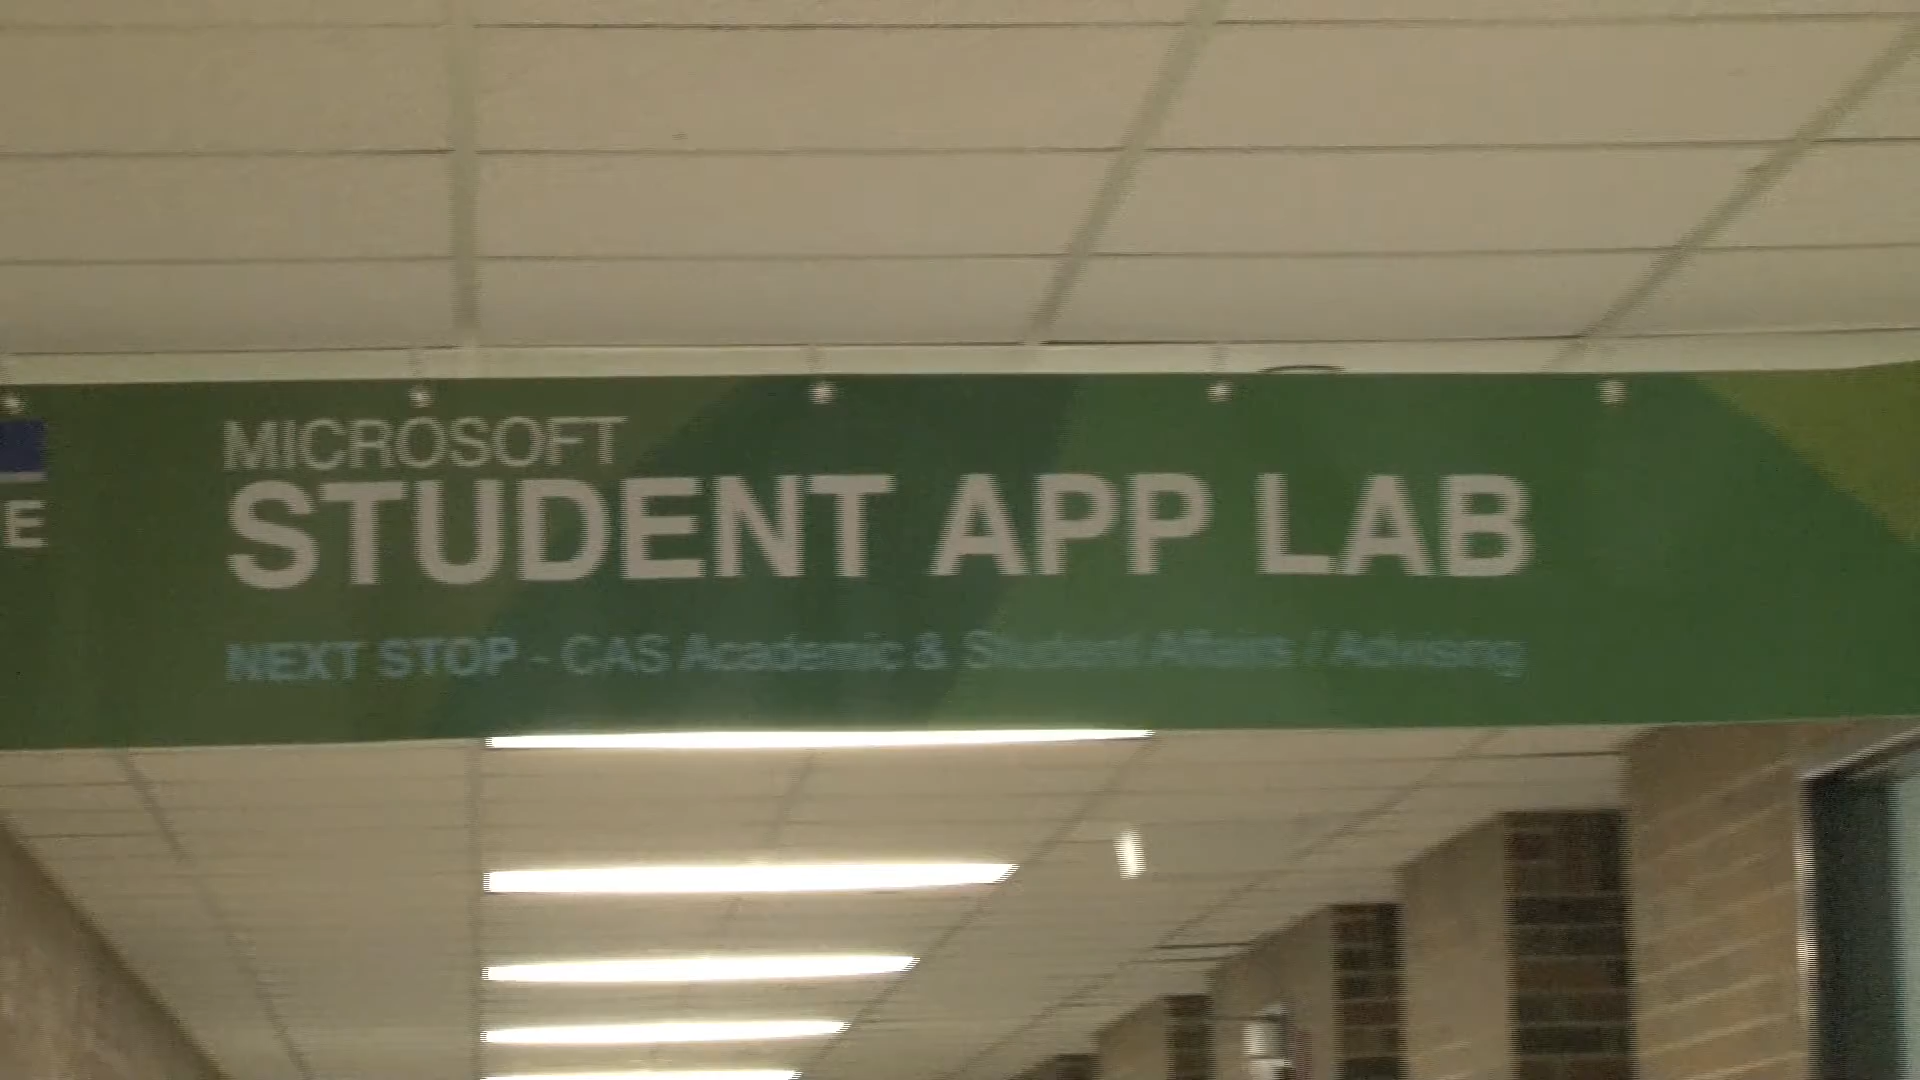 MICROSOFT
E STUDENT APP LAB
NEXT STOP - CAS Academic & Student Affairs / Advising